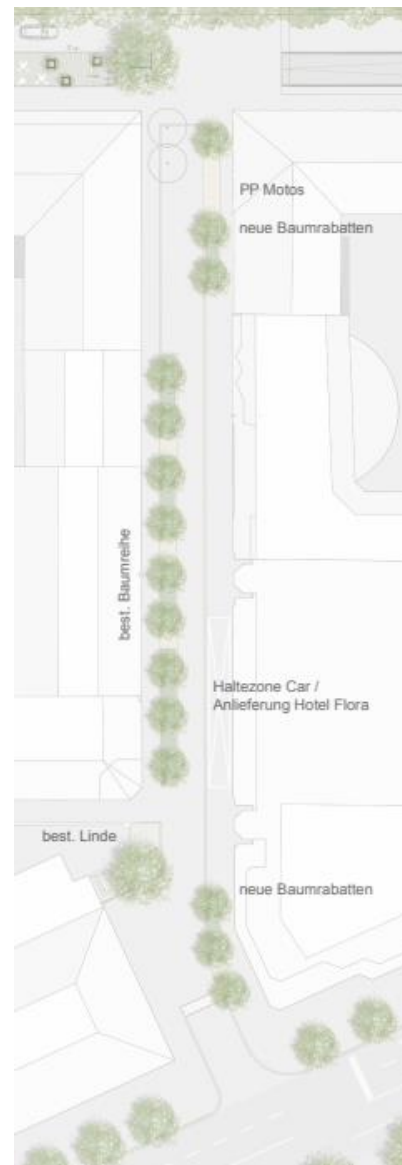 PP Motos
neue Baumrabatten
best. Baumreihe
Haltezone Car /
Anlieferung Hotel Flora
best. Linde
neue Baumrabatten